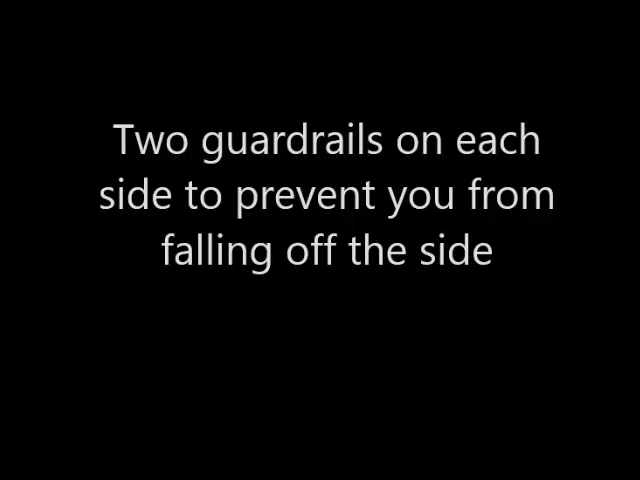 Two guardrails on each
side to prevent you from
falling off the side